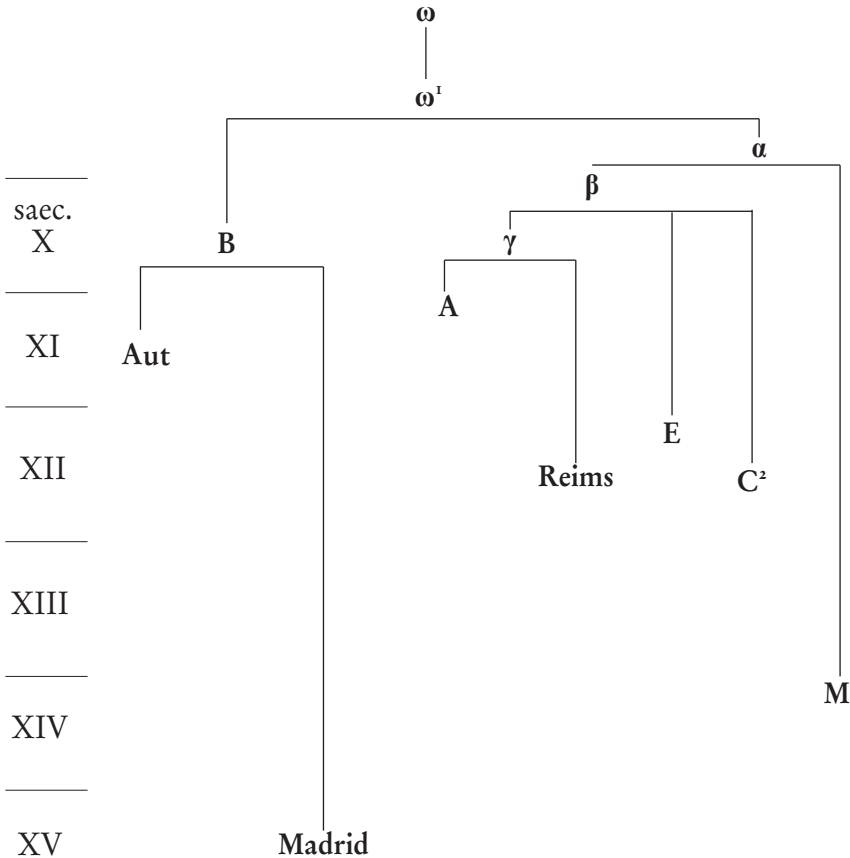 ω
ω¹
α
β
saec.
X
B
γ
A
XI
Aut
E
XII
Reims
C²
XIII
M
XIV
XV
Madrid